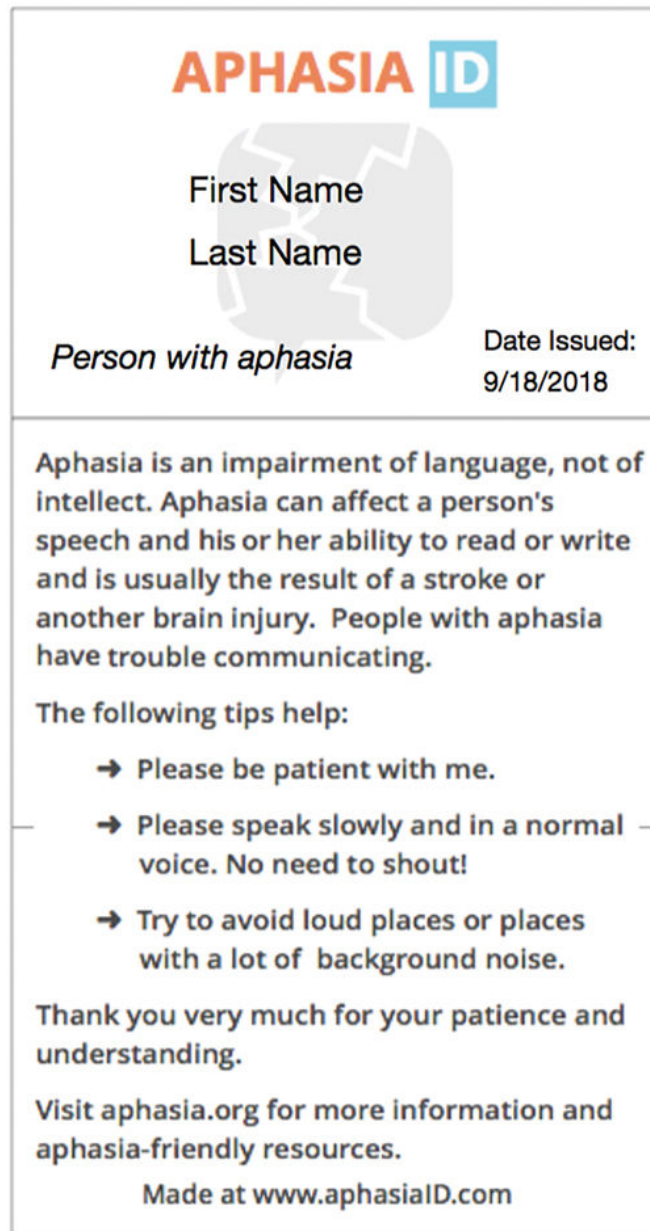 APHASIA ID
First Name
Last Name
Person with aphasia
Date Issued:
9/18/2018
Aphasia is an impairment of language, not of
intellect. Aphasia can affect a person's
speech and his or her ability to read or write
and is usually the result of a stroke or
another brain injury.  People with aphasia
have trouble communicating.
The following tips help:
➔ Please be patient with me.
➔ Please speak slowly and in a normal
voice. No need to shout!
➔ Try to avoid loud places or places
with a lot of  background noise.
Thank you very much for your patience and
understanding.
Visit aphasia.org for more information and
aphasia-friendly resources.
Made at www.aphasiaID.com